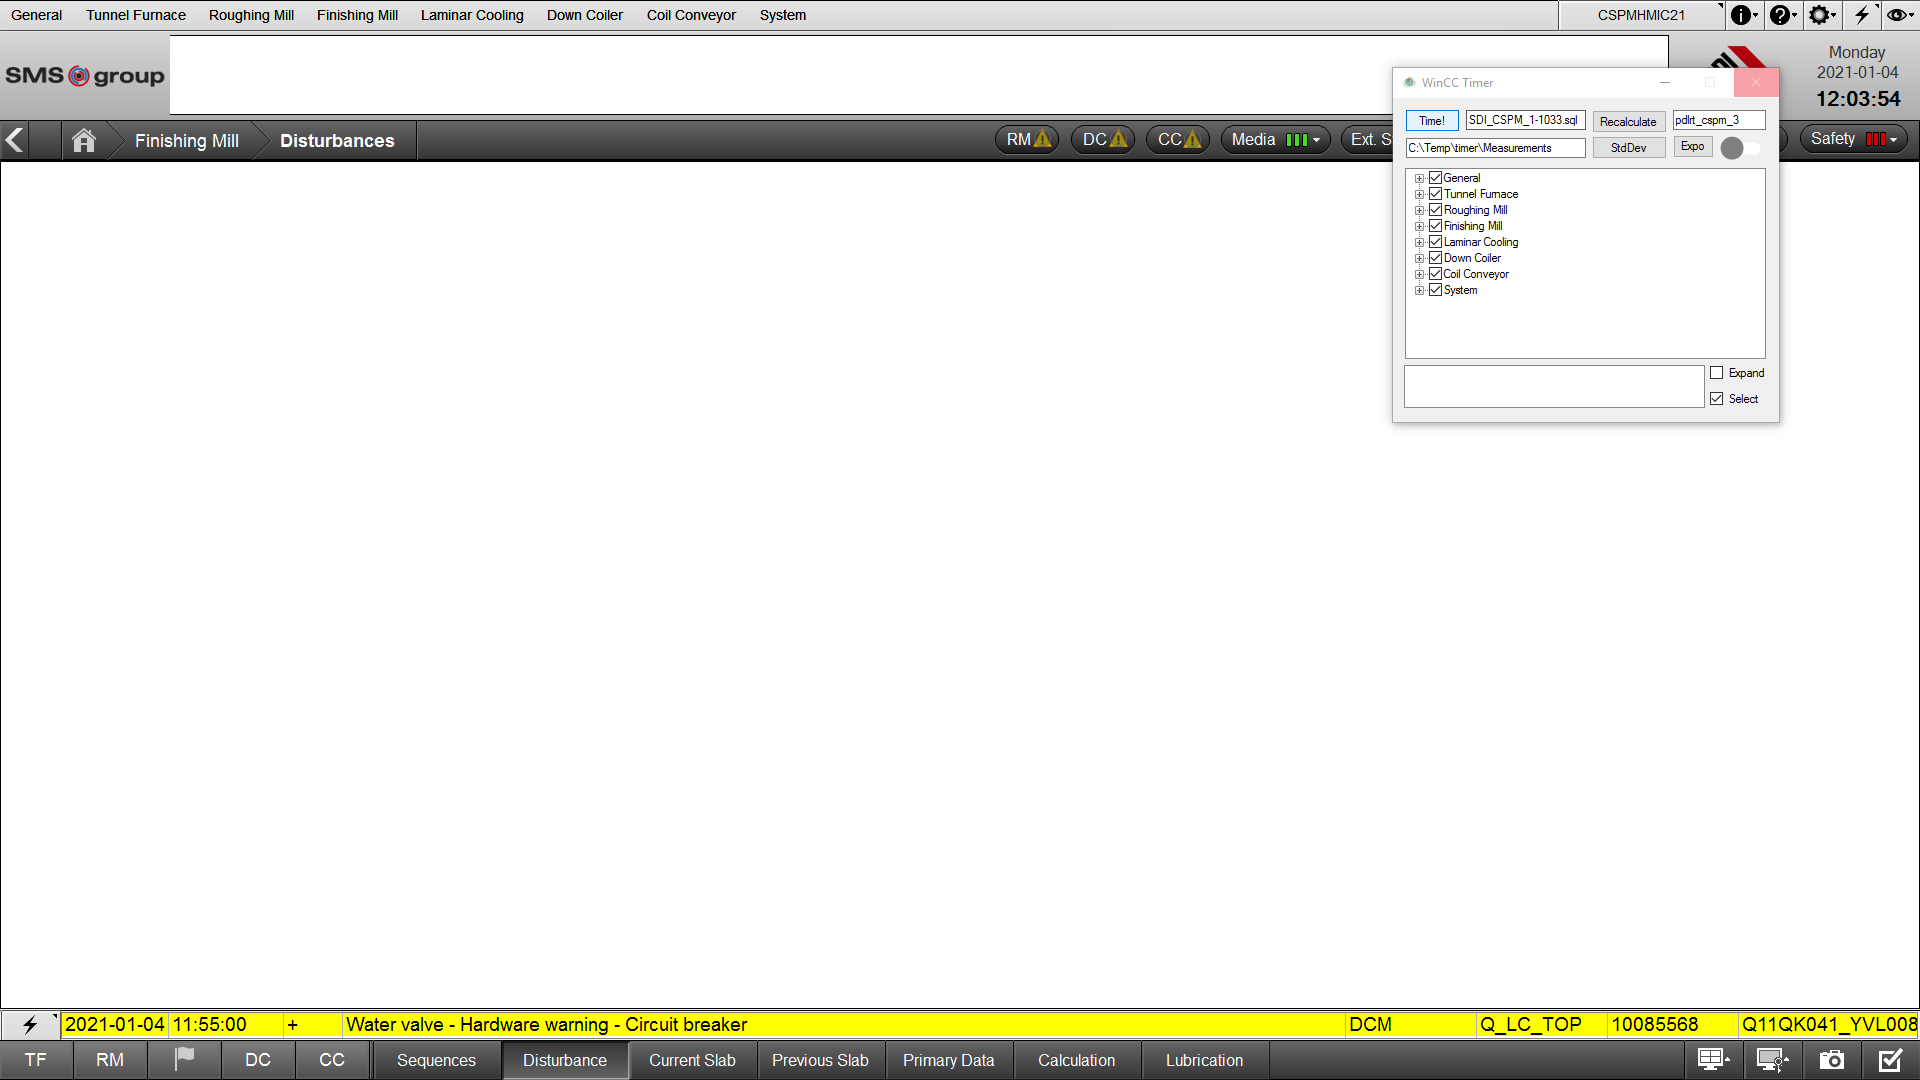 General Tunnel Furnace Roughing Mill Finishing Mill Laminar Cooling Down Coiler Coil Conveyor System CSPMHMIC21
SMS group
Monday
2021-01-04
12:03:54
Finishing Mill Disturbances RM DC CC Media Ext. S Safety
WinCC Timer
Time! SDI_CSPM_1-1033.sql Recalculate pdlrt_cspm_3
C:\Temp\timer\Measurements StdDev Expo
General
Tunnel Furnace
Roughing Mill
Finishing Mill
Laminar Cooling
Down Coiler
Coil Conveyor
System
Expand
Select
2021-01-04 11:55:00 + Water valve - Hardware warning - Circuit breaker DCM Q_LC_TOP 10085568 Q11QK041_YVL008
TF RM DC CC Sequences Disturbance Current Slab Previous Slab Primary Data Calculation Lubrication